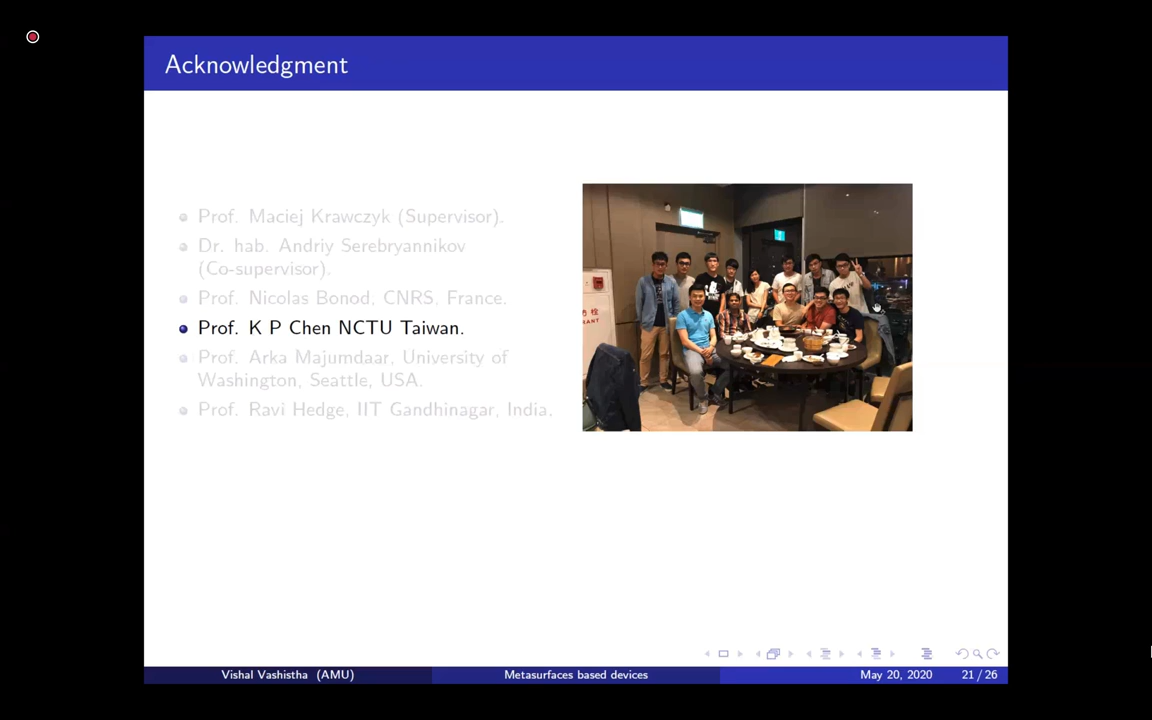 Acknowledgment
Prof. Maciej Krawczyk (Supervisor).
Dr. hab. Andriy Serebryannikov
(Co-supervisor).
Prof. Nicolas Bonod, CNRS, France.
Prof. K P Chen NCTU Taiwan.
Prof. Arka Majumdaar, University of
Washington, Seattle, USA.
Prof. Ravi Hedge, IIT Gandhinagar, India.
Vishal Vashistha (AMU)
Metasurfaces based devices
May 20, 2020
21 / 26